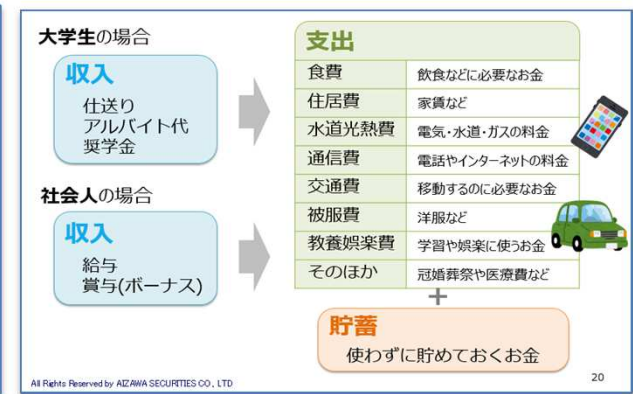 大学生の場合
収入
仕送り
アルバイト代
奨学金
社会人の場合
収入
給与
賞与(ボーナス)
支出
食費 飲食などに必要なお金
住居費 家賃など
水道光熱費 電気・水道・ガスの料金
通信費 電話やインターネットの料金
交通費 移動するのに必要なお金
被服費 洋服など
教養娯楽費 学習や娯楽に使うお金
そのほか 冠婚葬祭や医療費など
+
貯蓄
使わずに貯めておくお金
All Rights Reserved by AIZAWA SECURITIES CO., LTD
20